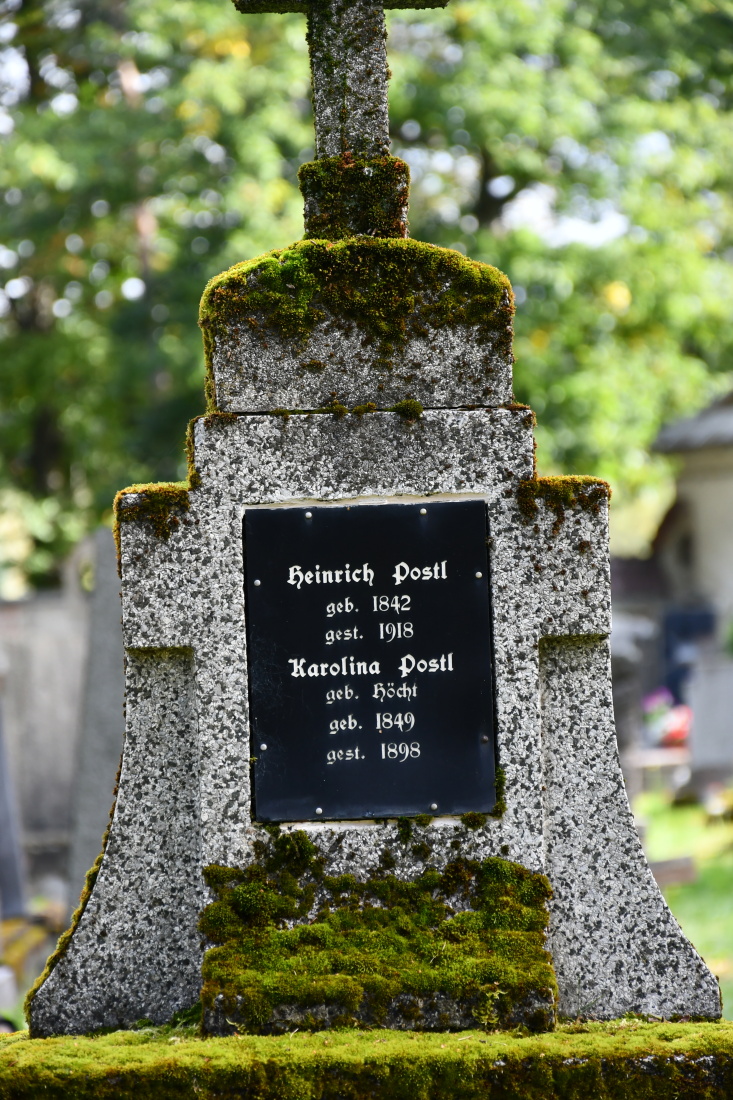 Heinrich Postl
geb. 1842
gest. 1918
Karolina Postl
geb. Höcht
geb. 1849
gest. 1898